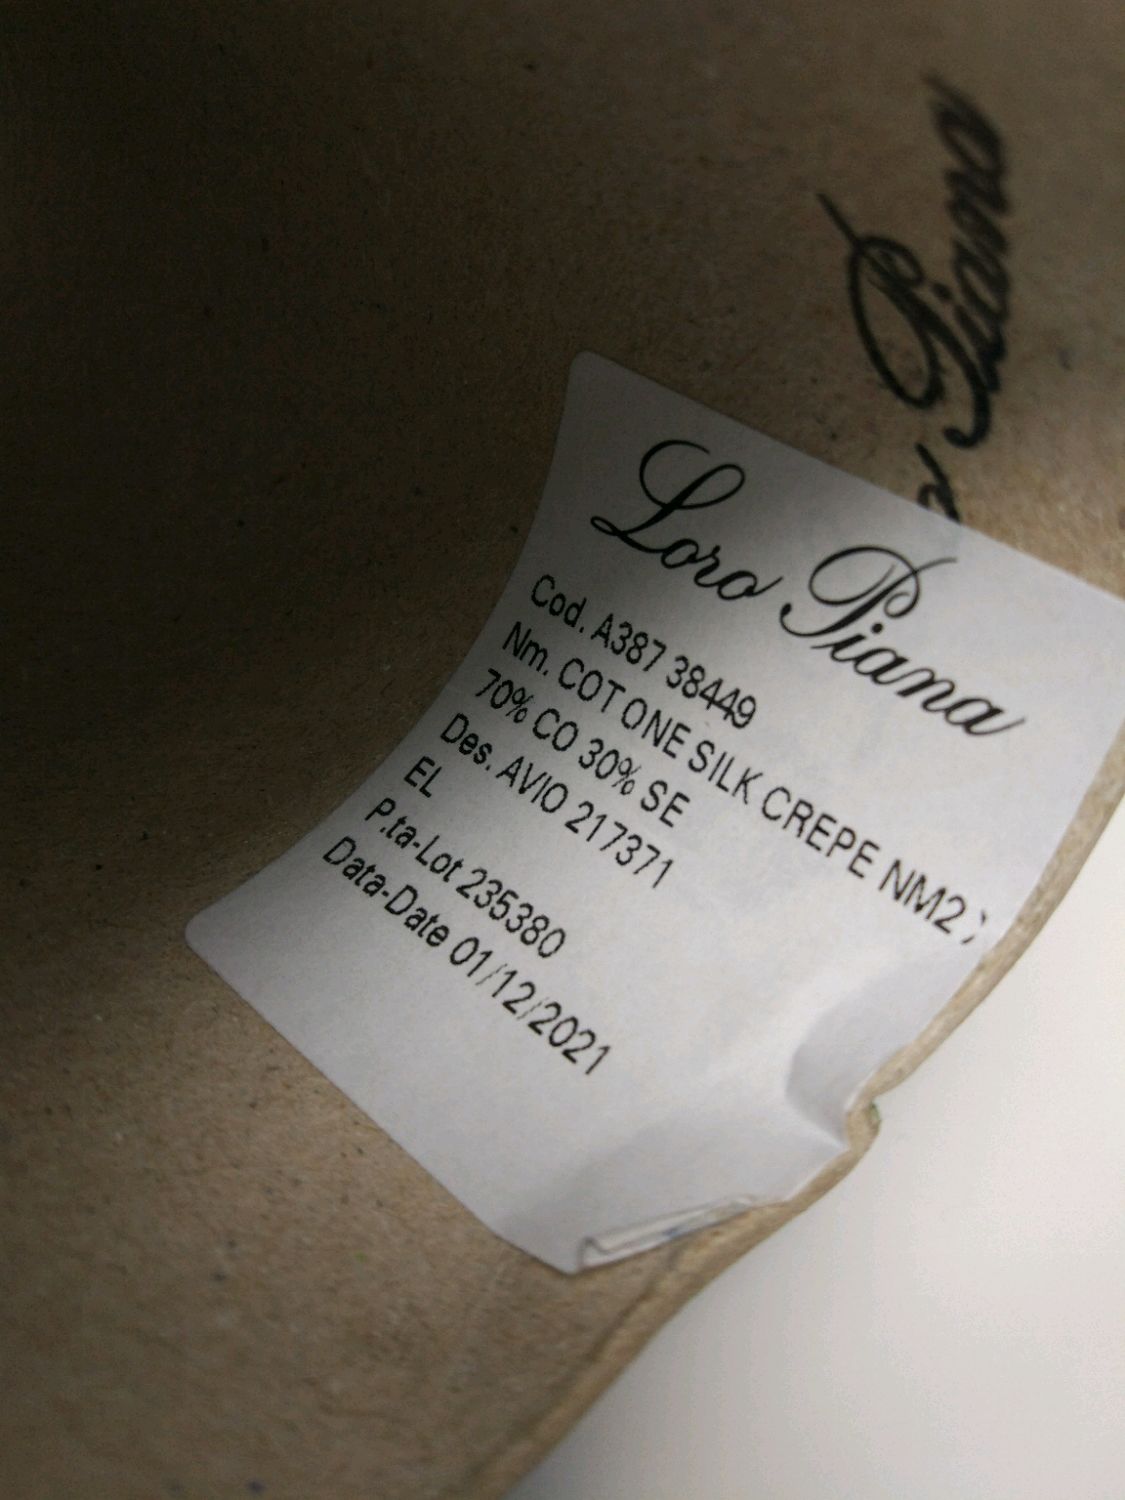 Piana
Loro Piana
Cod. A387 38449
Nm. COT ONE SILK CREPE NM2
70% CO 30% SE
Des. AVIO 217371
EL
P.ta-Lot 235380
Data-Date 01/12/2021